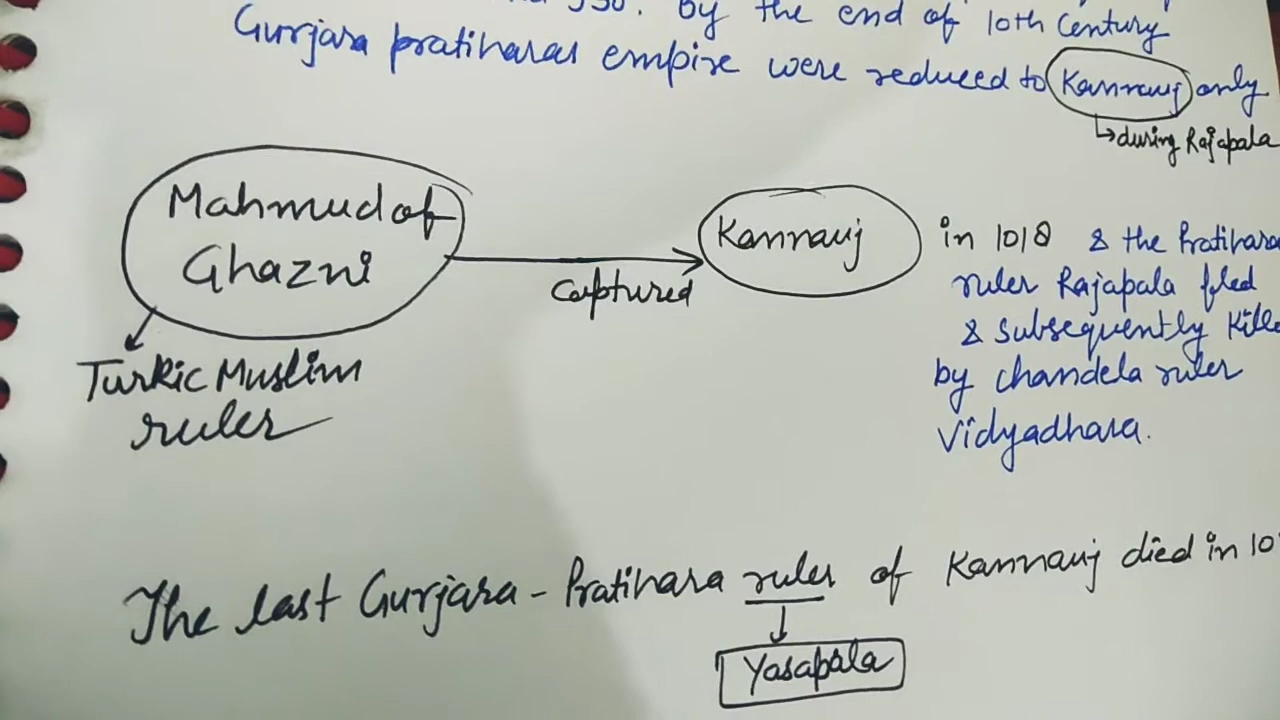 by the end of 10th Century
Gurjara pratiharas empire were reduced to Kannauj only
↳during Rajapala
Mahmud of
Ghazni
captured
Kannauj
in 1018 & the Pratihara
ruler Rajapala fled
& subsequently kille
by chandela ruler
Vidyadhara.
Turkic Muslim
ruler
The last Gurjara - Pratihara ruler of Kannauj died in 10
Yasapala